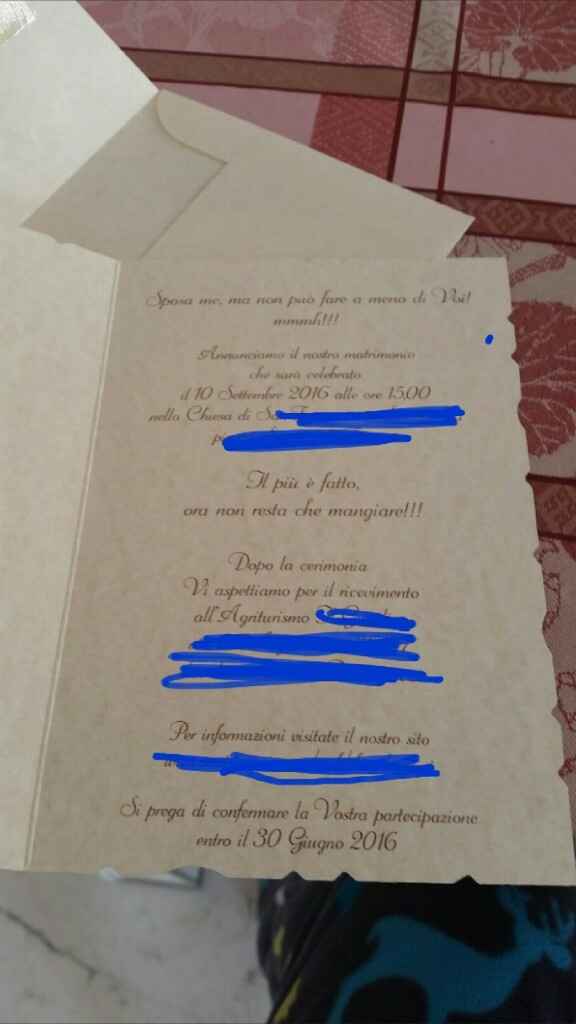 Sposa me, ma non può fare a meno di Voi!
mmmh!!!
Annunciamo il nostro matrimonio
che sarà celebrato
il 10 Settembre 2016 alle ore 15,00
nella Chiesa di
Il più è fatto,
ora non resta che mangiare!!!
Dopo la cerimonia
Vi aspettiamo per il ricevimento
all'Agriturismo
Per informazioni visitate il nostro sito
Si prega di confermare la Vostra partecipazione
entro il 30 Giugno 2016